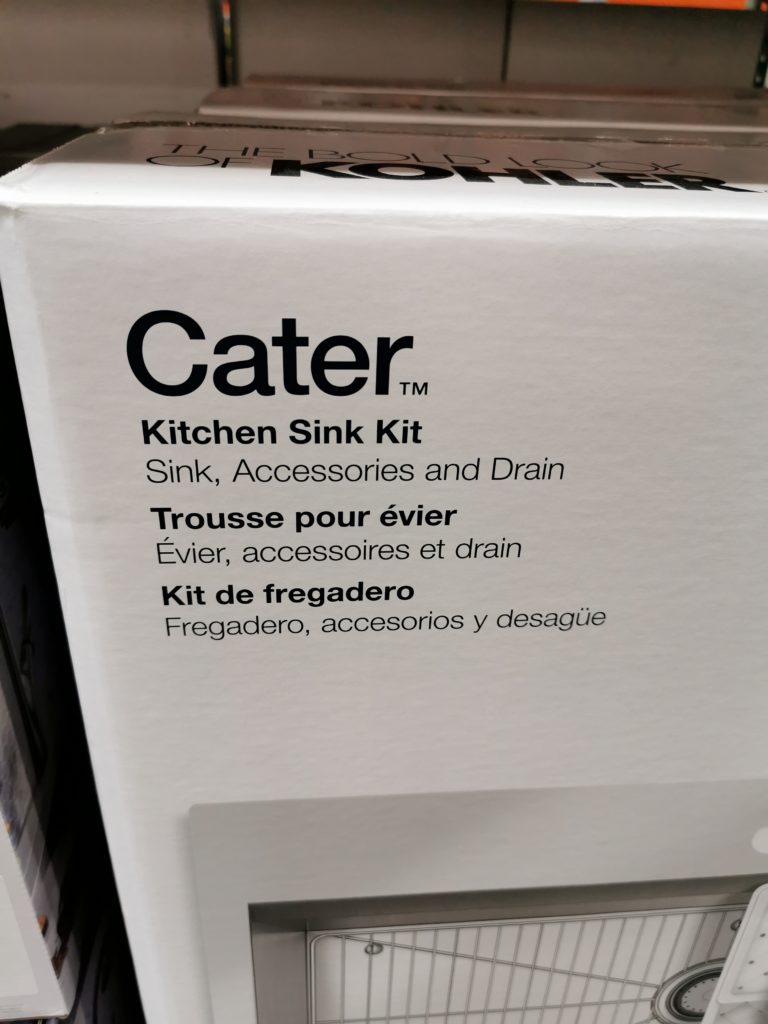 THE BOLD LOOK
OF KOHLER
Cater™
Kitchen Sink Kit
Sink, Accessories and Drain
Trousse pour évier
Évier, accessoires et drain
Kit de fregadero
Fregadero, accesorios y desagüe